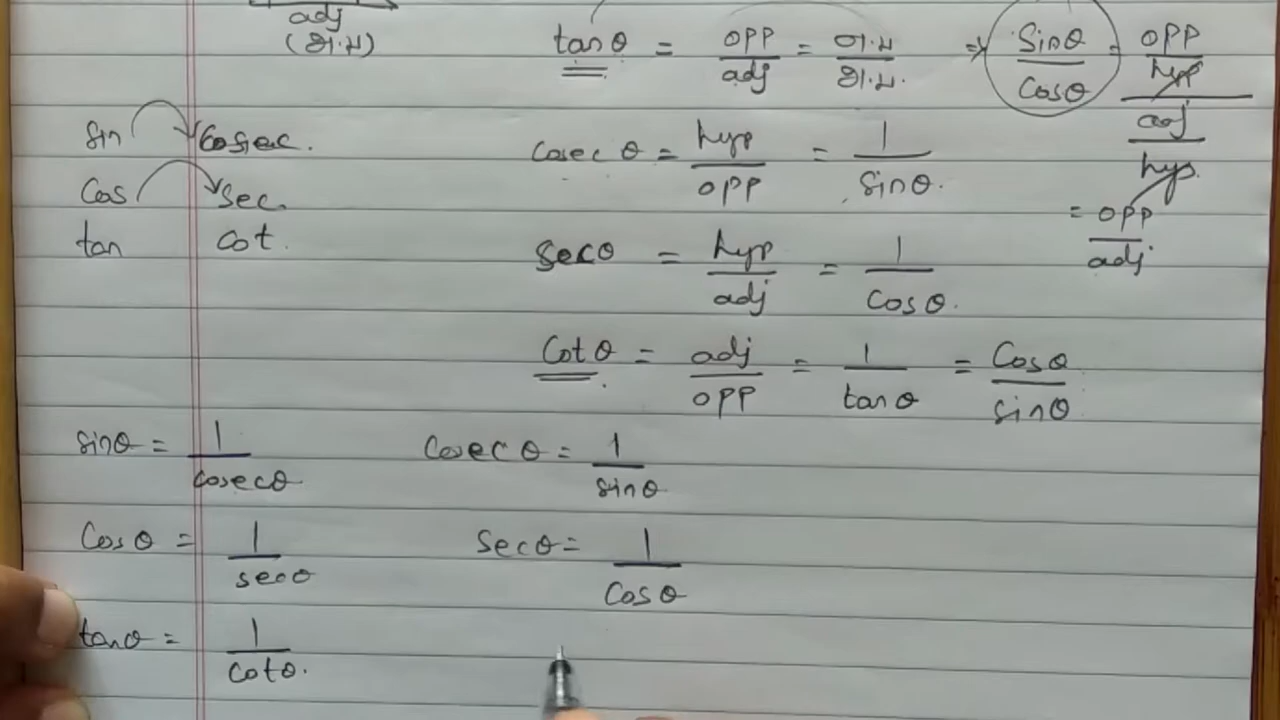 adj
(அ.ப)
tanθ = opp/adj = எ.ப/அ.ப. ⇒ Sinθ/Cosθ = opp/hyp / adj/hyp
= opp/adj
Sin Cosec.
Cos Sec.
tan Cot.
Cosec θ = hyp/opp = 1/sinθ.
Secθ = hyp/adj = 1/Cosθ.
Cotθ = adj/opp = 1/tanθ = Cosθ/sinθ
Sinθ = 1/cosecθ Cosec θ = 1/sinθ
Cosθ = 1/secθ Secθ = 1/Cosθ
tanθ = 1/cotθ.